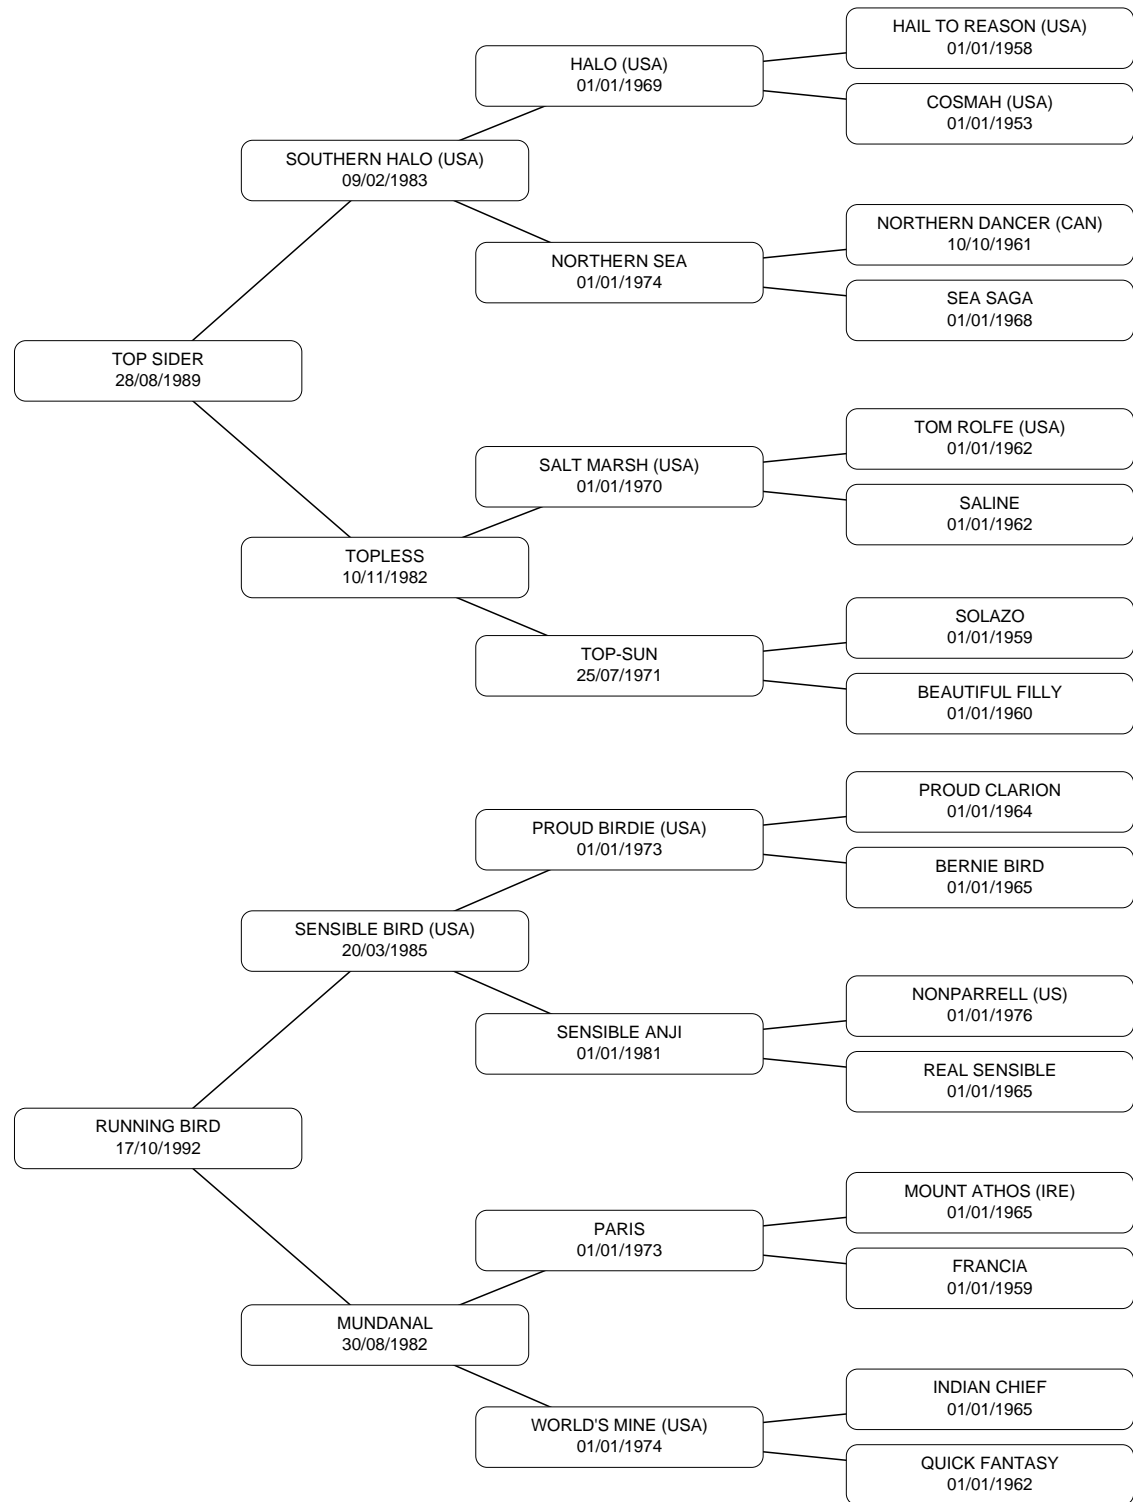 HAIL TO REASON (USA)
01/01/1958
HALO (USA)
01/01/1969
COSMAH (USA)
01/01/1953
SOUTHERN HALO (USA)
09/02/1983
NORTHERN DANCER (CAN)
10/10/1961
NORTHERN SEA
01/01/1974
SEA SAGA
01/01/1968
TOP SIDER
28/08/1989
TOM ROLFE (USA)
01/01/1962
SALT MARSH (USA)
01/01/1970
SALINE
01/01/1962
TOPLESS
10/11/1982
SOLAZO
01/01/1959
TOP-SUN
25/07/1971
BEAUTIFUL FILLY
01/01/1960
PROUD CLARION
01/01/1964
PROUD BIRDIE (USA)
01/01/1973
BERNIE BIRD
01/01/1965
SENSIBLE BIRD (USA)
20/03/1985
NONPARRELL (US)
01/01/1976
SENSIBLE ANJI
01/01/1981
REAL SENSIBLE
01/01/1965
RUNNING BIRD
17/10/1992
MOUNT ATHOS (IRE)
01/01/1965
PARIS
01/01/1973
FRANCIA
01/01/1959
MUNDANAL
30/08/1982
INDIAN CHIEF
01/01/1965
WORLD'S MINE (USA)
01/01/1974
QUICK FANTASY
01/01/1962